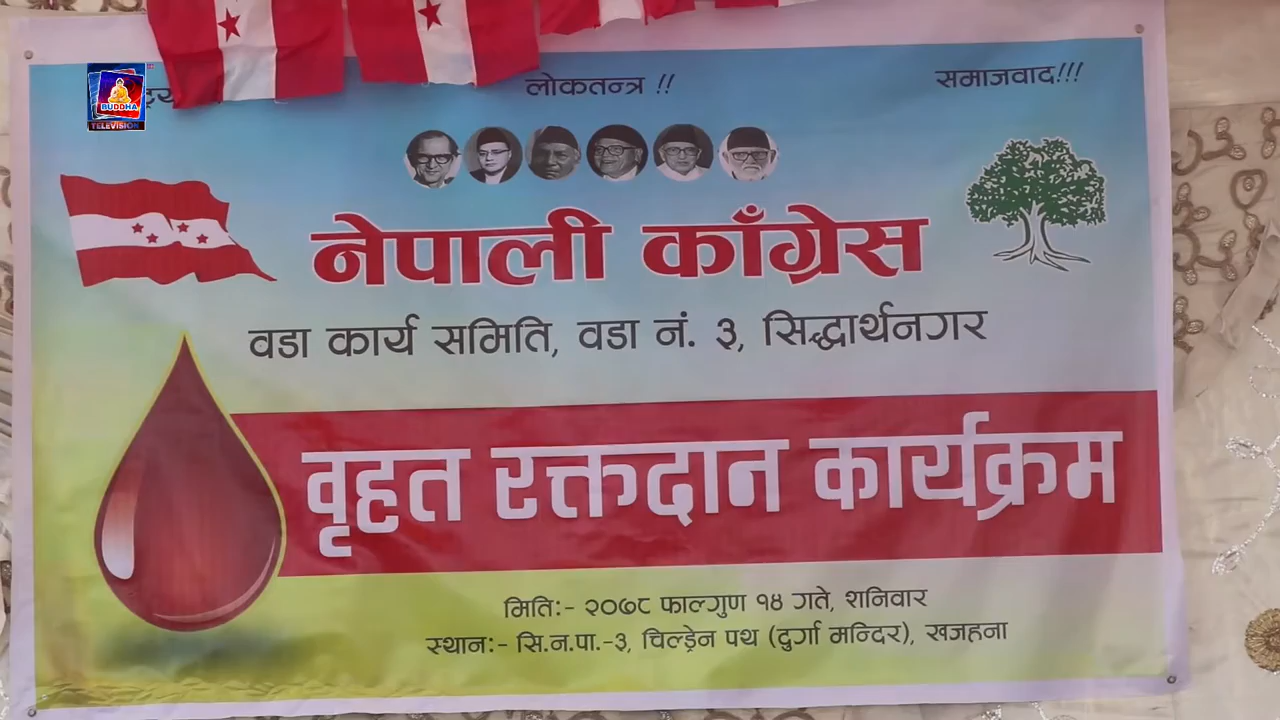 लोकतन्त्र !! समाजवाद!!!
BUDDHA
TELEVISION
नेपाली काँग्रेस
वडा कार्य समिति, वडा नं. ३, सिद्धार्थनगर
वृहत रक्तदान कार्यक्रम
मिति:- २०७८ फाल्गुण १४ गते, शनिवार
स्थान:- सि.न.पा.-३, चिल्ड्रेन पथ (दुर्गा मन्दिर), खजहना